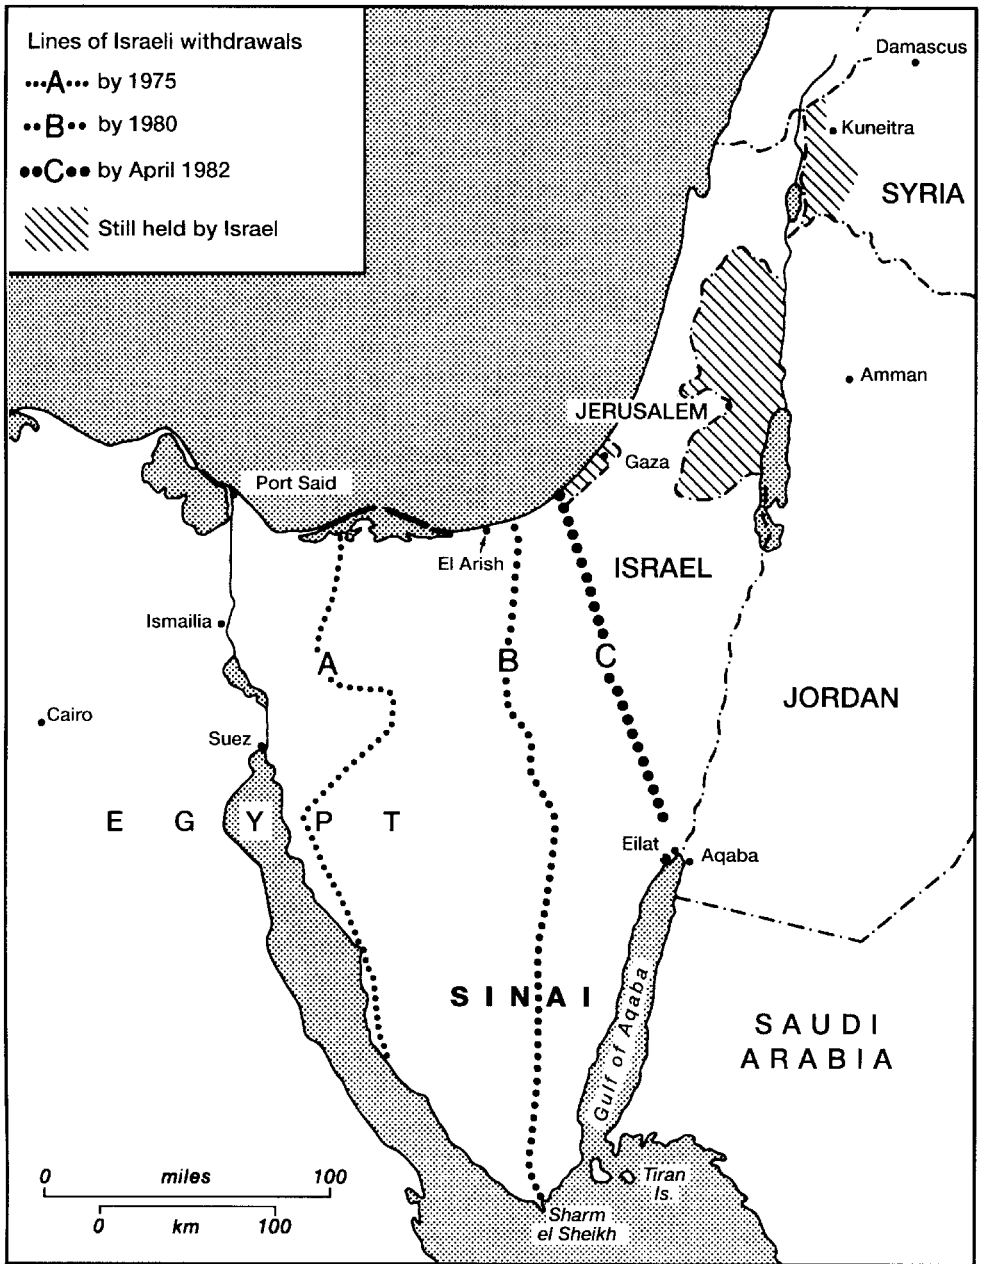 Lines of Israeli withdrawals
A by 1975
B by 1980
C by April 1982
Still held by Israel
Damascus
Kuneitra
SYRIA
Amman
JERUSALEM
Gaza
Port Said
El Arish
ISRAEL
Ismailia
A
B
C
JORDAN
Cairo
Suez
EGYPT
Eilat
Aqaba
SINAI
Gulf of Aqaba
SAUDI
ARABIA
0 miles 100
0 km 100
Tiran
Is.
Sharm
el Sheikh